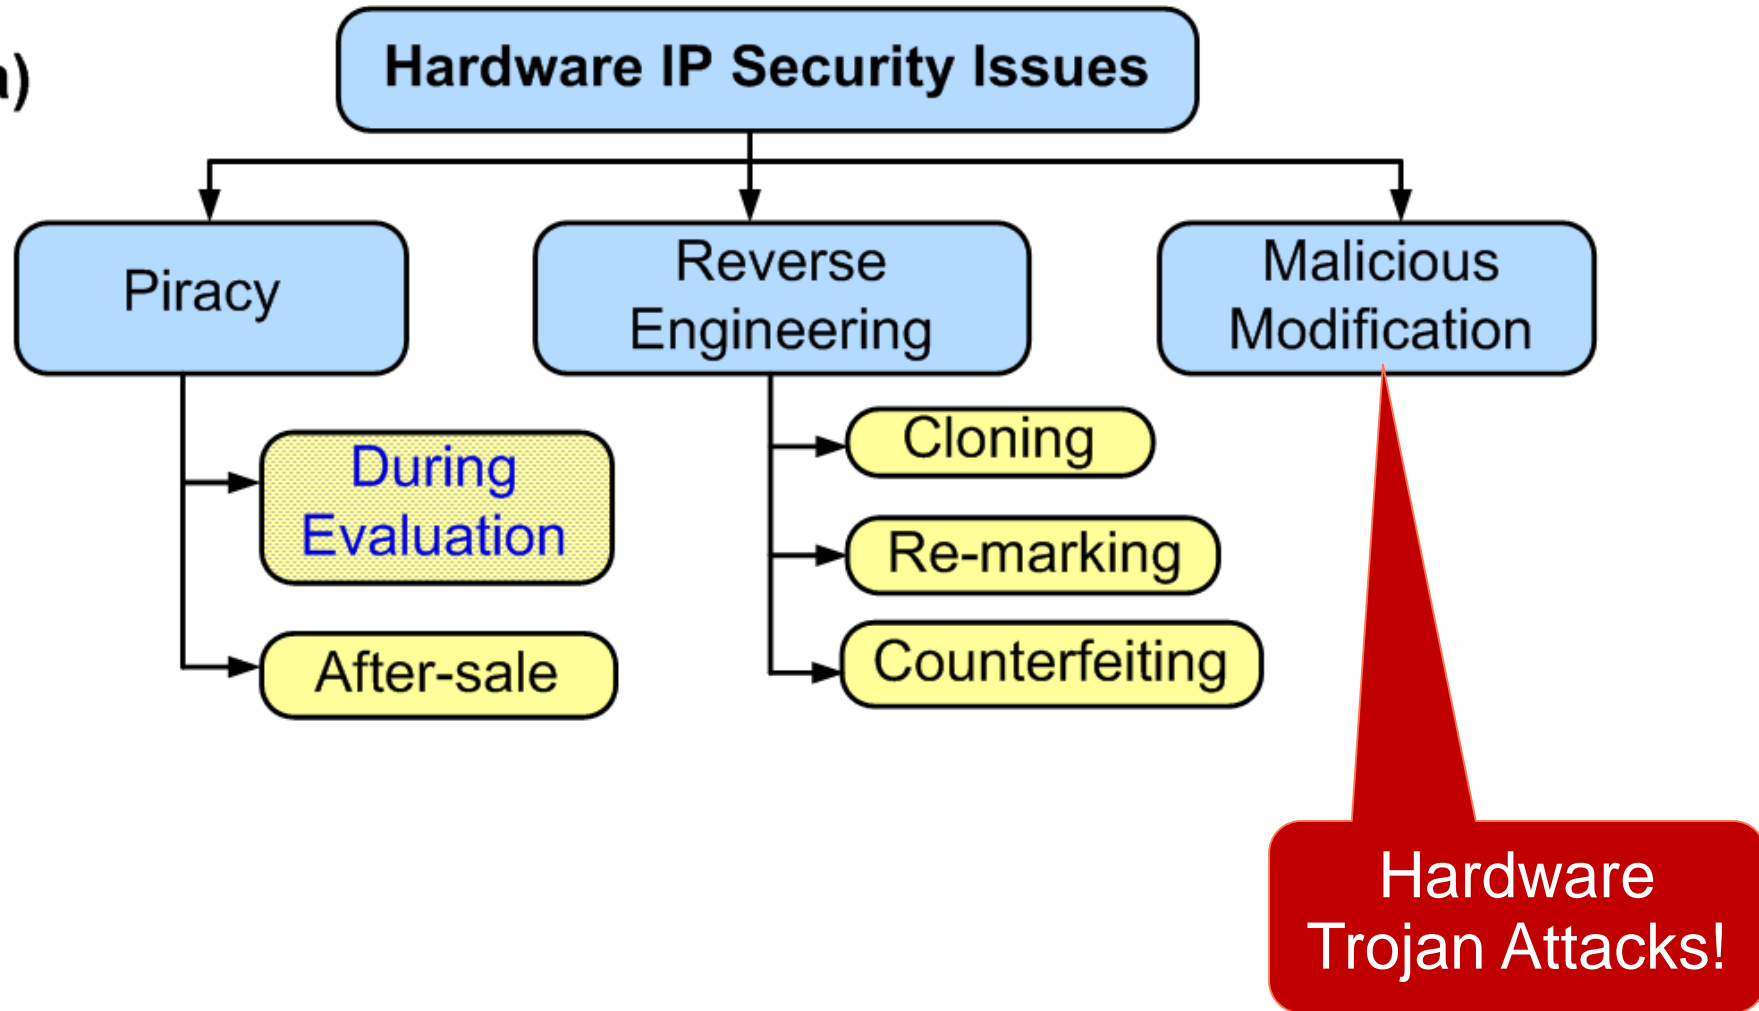 a)
Hardware IP Security Issues
Piracy
Reverse
Engineering
Malicious
Modification
During
Evaluation
After-sale
Cloning
Re-marking
Counterfeiting
Hardware
Trojan Attacks!